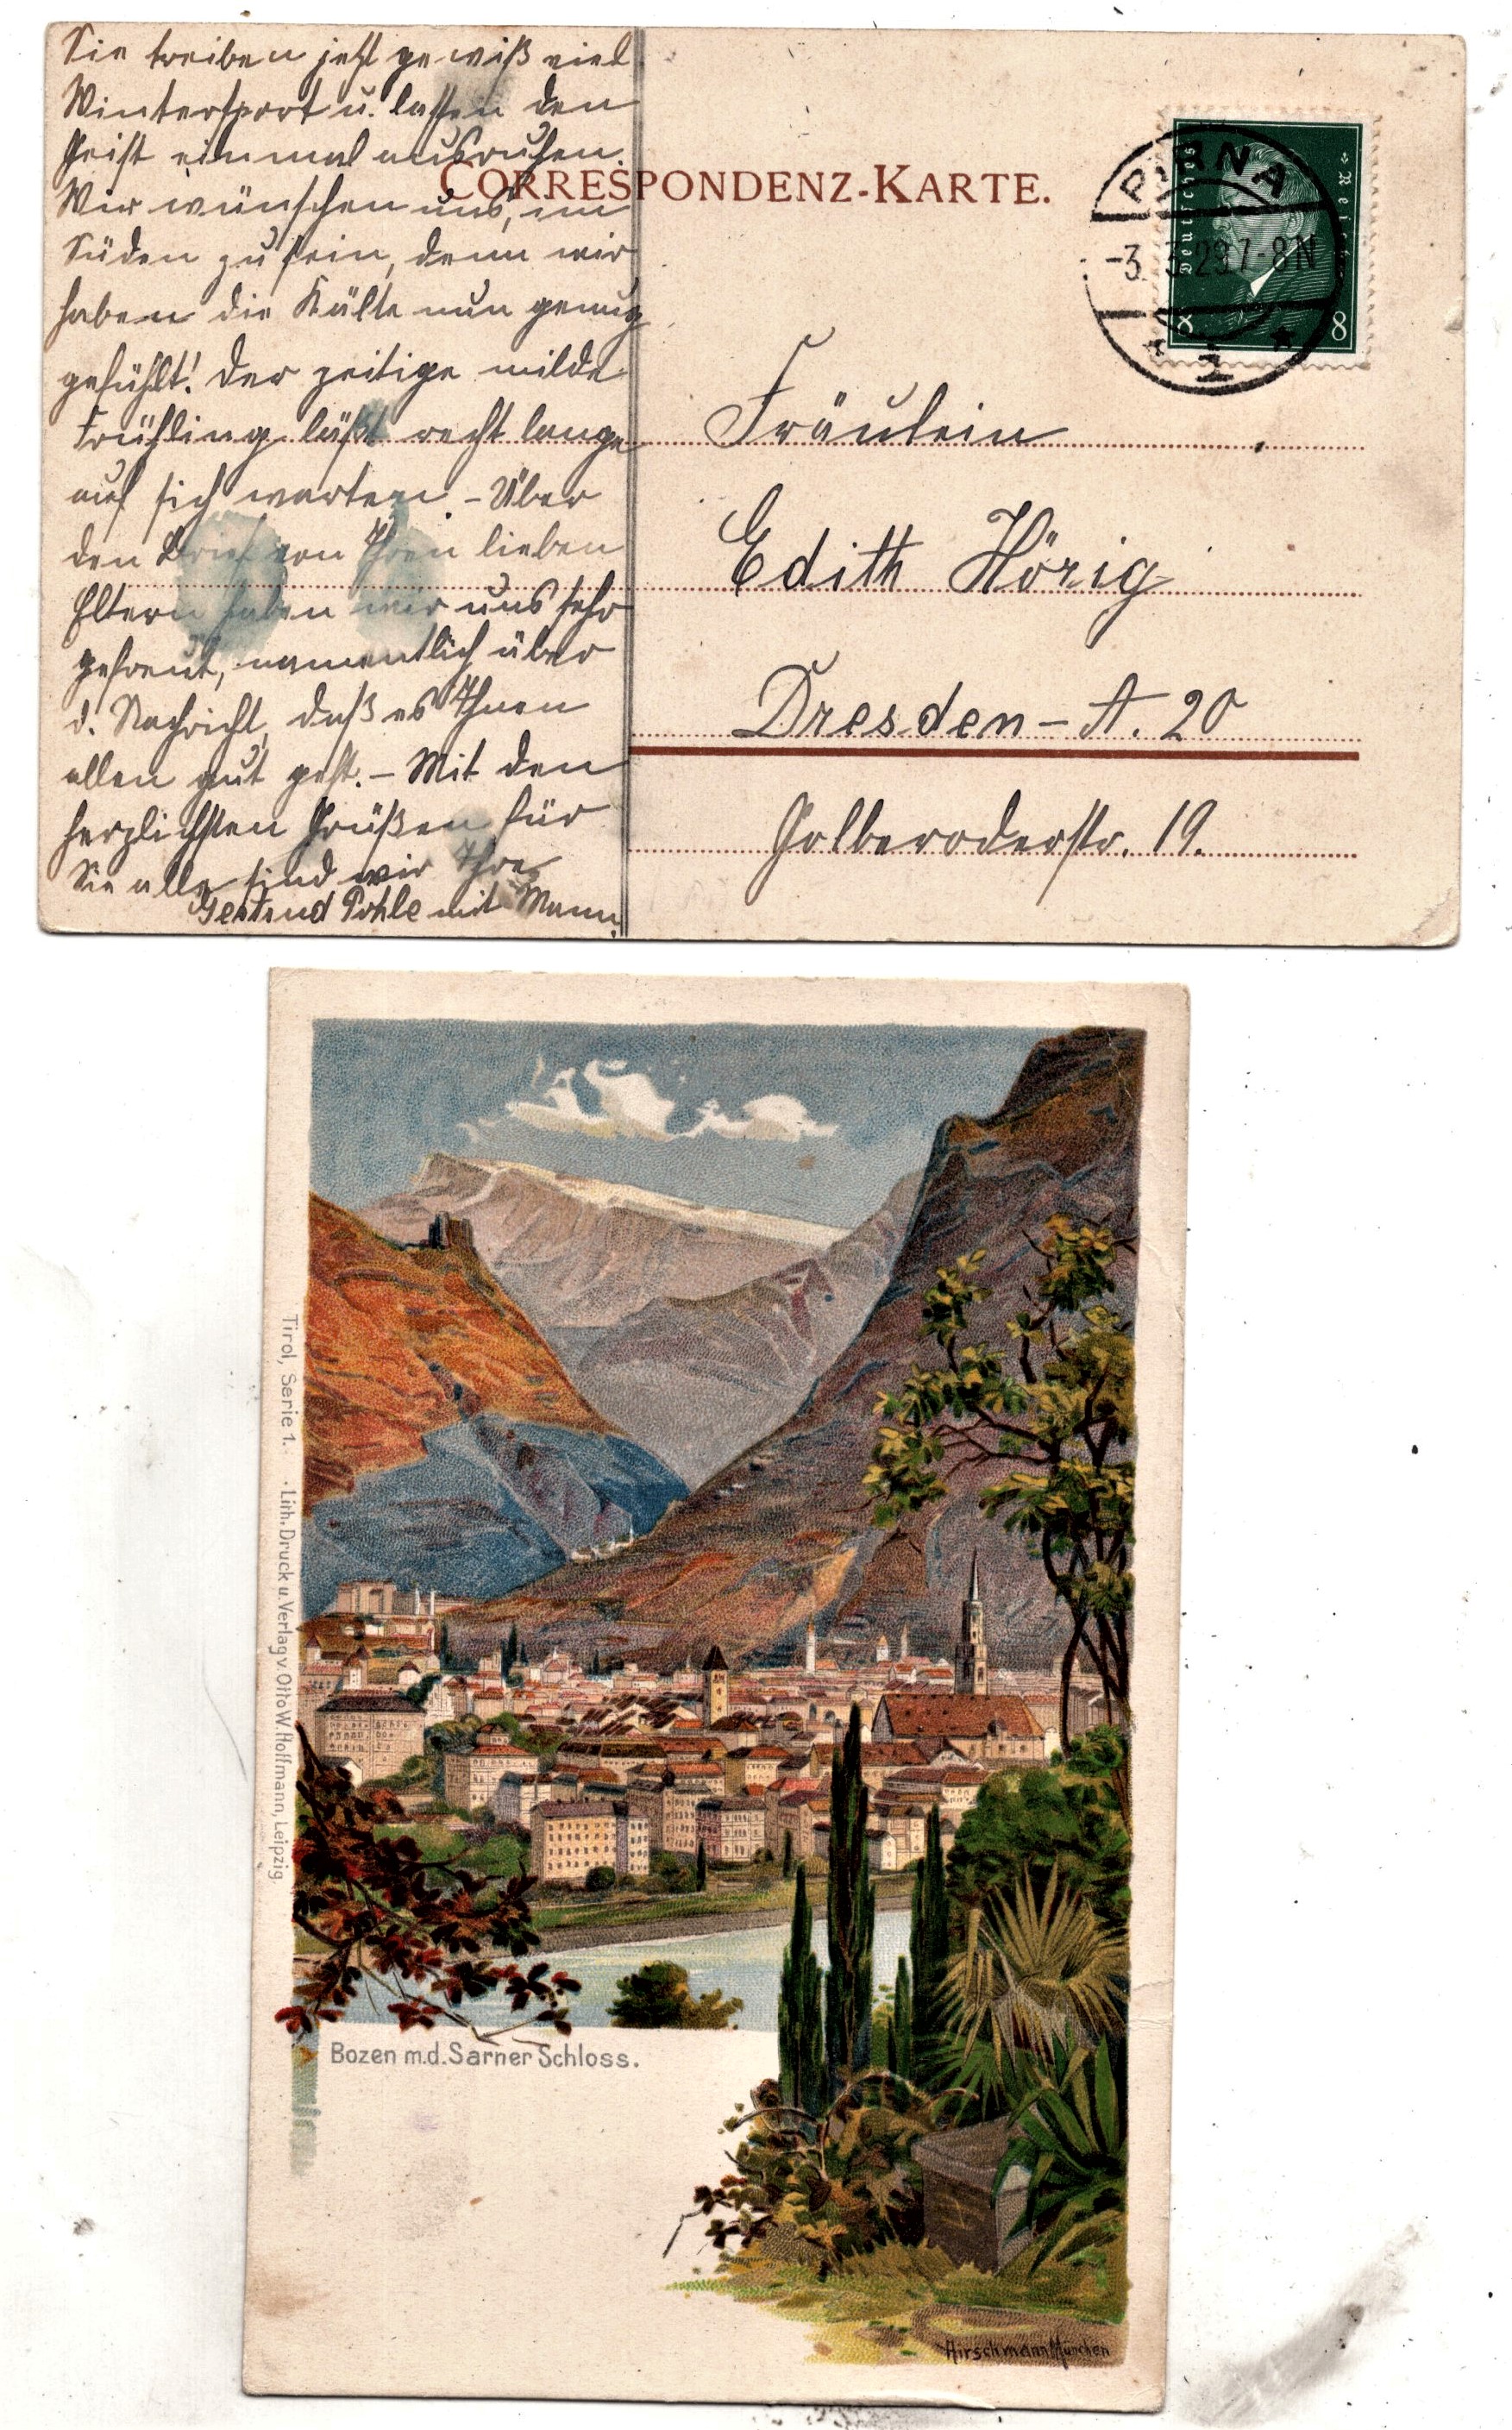 Sie treiben jetzt gewiß viel
Wintersport u. lassen den
Geist einmal ausruhen.
Wir wünschen uns, im
Süden zu sein, denn wir
haben die Kälte nun genug
gefühlt! Der zeitige milde
Frühling läßt recht lange
auf sich warten. – Über
den Brief von Ihren lieben
Eltern haben wir uns sehr
gefreut, namentlich über
d. Nachricht, daß es Ihnen
allen gut geht. – Mit den
herzlichsten Grüßen für
Sie alle sind wir Ihre
Gertrud Pohle mit Mann.
CORRESPONDENZ-KARTE.
PIRNA
-3. 3. 29. 7-8N
Deutsches Reich
8 8
Fräulein
Edith Hörig
Dresden – A. 20
Golberoderstr. 19.
Tirol, Serie 1. · Lith. Druck u. Verlag v. Otto W. Hoffmann, Leipzig.
Bozen m.d. Sarner Schloss.
Hirschmann München